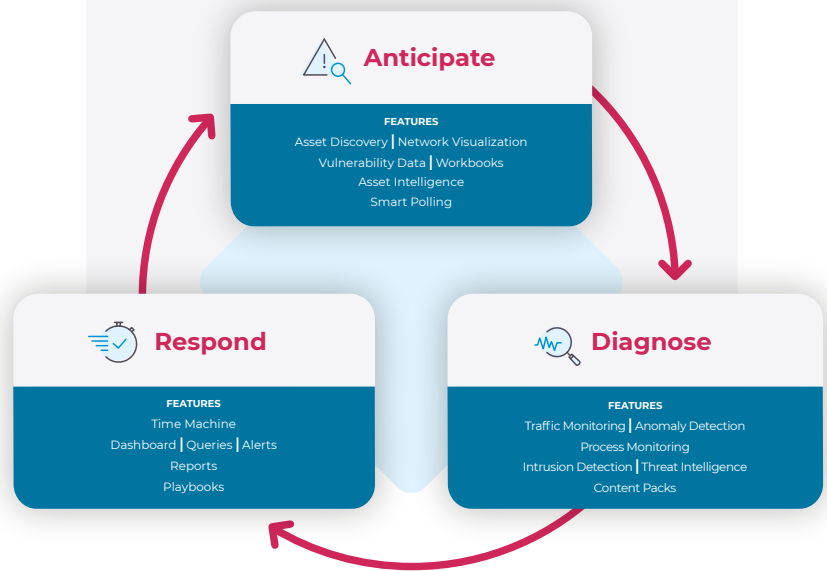 Anticipate
FEATURES
Asset Discovery | Network Visualization
Vulnerability Data | Workbooks
Asset Intelligence
Smart Polling
Respond
FEATURES
Time Machine
Dashboard | Queries | Alerts
Reports
Playbooks
Diagnose
FEATURES
Traffic Monitoring | Anomaly Detection
Process Monitoring
Intrusion Detection | Threat Intelligence
Content Packs